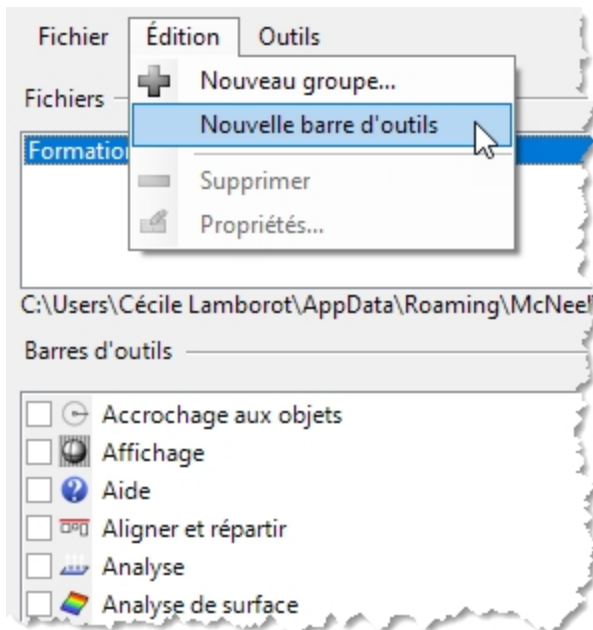 Fichier Édition Outils
Nouveau groupe...
Fichiers
Nouvelle barre d'outils
Formation
Supprimer
Propriétés...
C:\Users\Cécile Lamborot\AppData\Roaming\McNeel
Barres d'outils
Accrochage aux objets
Affichage
Aide
Aligner et répartir
Analyse
Analyse de surface